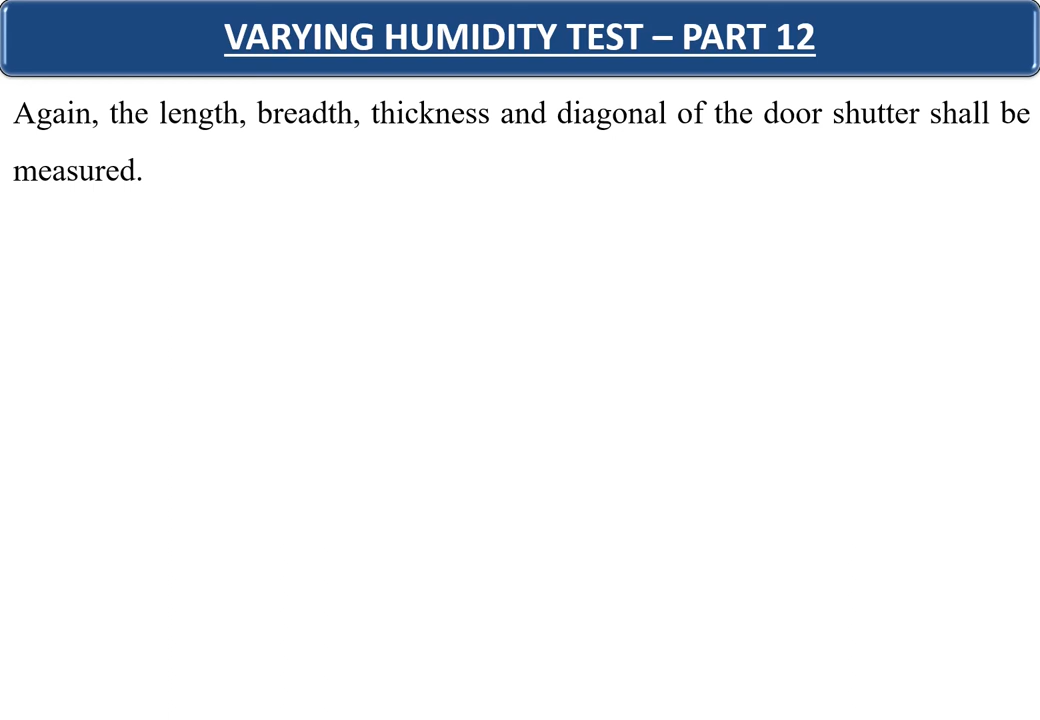 VARYING HUMIDITY TEST – PART 12
Again, the length, breadth, thickness and diagonal of the door shutter shall be
measured.